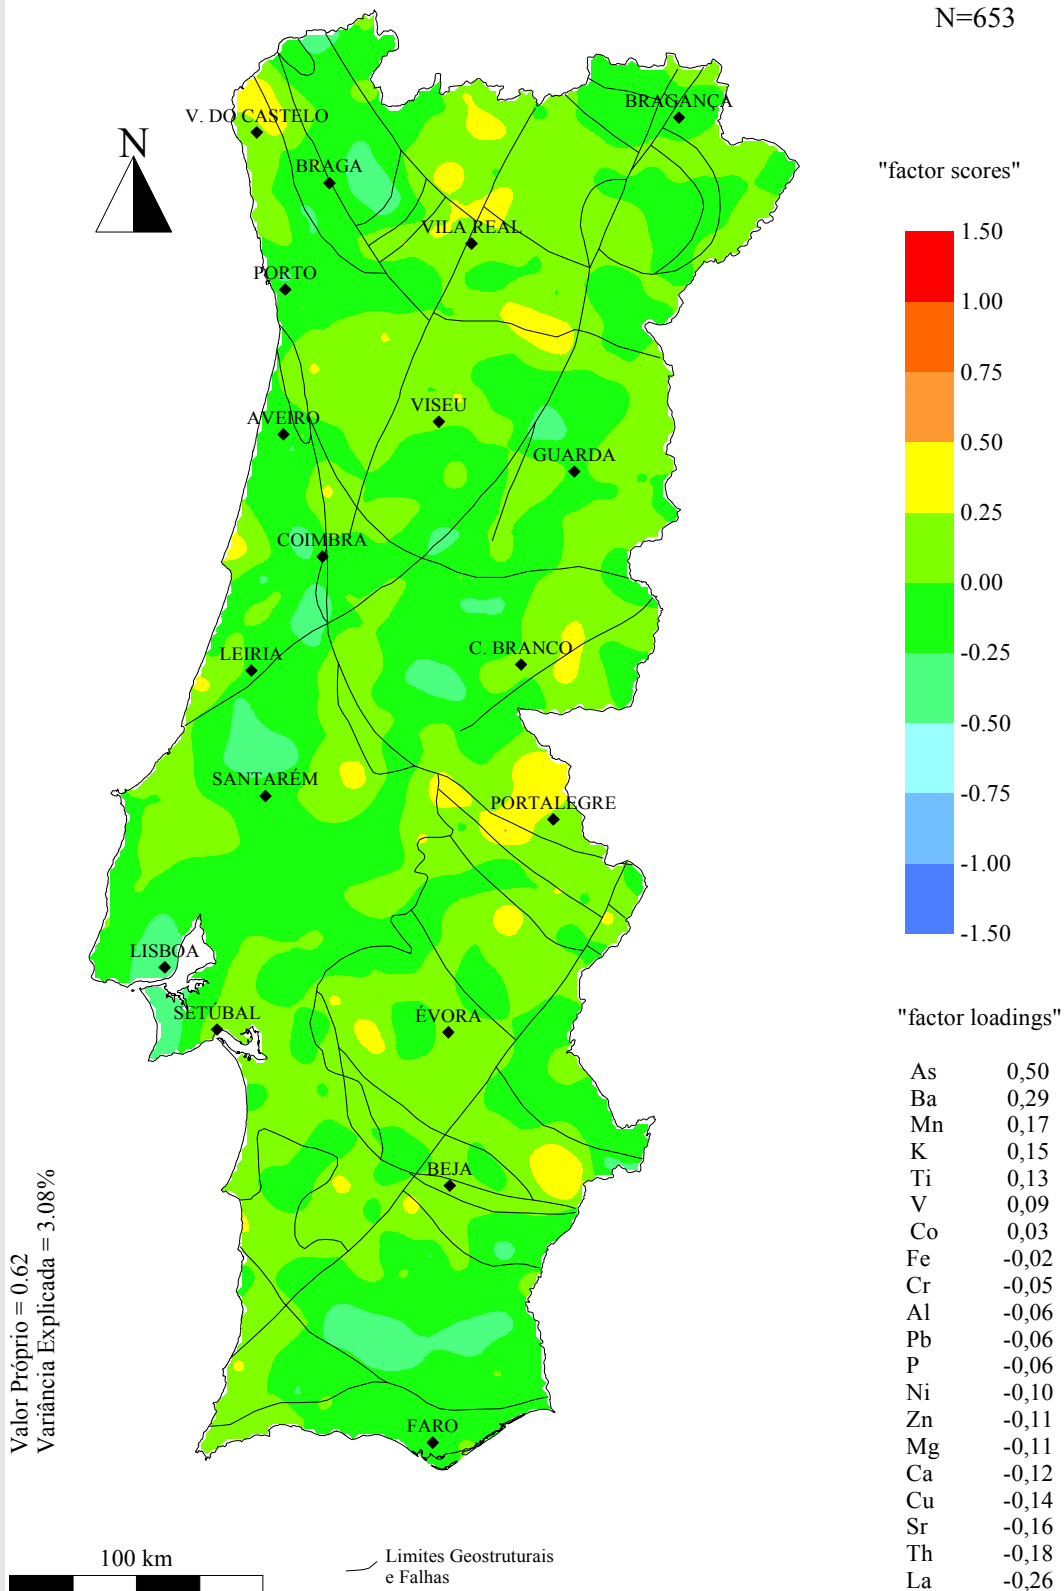 N=653
N
V. DO CASTELO
BRAGANÇA
BRAGA
VILA REAL
PORTO
AVEIRO
VISEU
GUARDA
COIMBRA
LEIRIA
C. BRANCO
SANTARÉM
PORTALEGRE
LISBOA
SETÚBAL
ÉVORA
BEJA
FARO
"factor scores"
1.50
1.00
0.75
0.50
0.25
0.00
-0.25
-0.50
-0.75
-1.00
-1.50
"factor loadings"
As 0,50
Ba 0,29
Mn 0,17
K 0,15
Ti 0,13
V 0,09
Co 0,03
Fe -0,02
Cr -0,05
Al -0,06
Pb -0,06
P -0,06
Ni -0,10
Zn -0,11
Mg -0,11
Ca -0,12
Cu -0,14
Sr -0,16
Th -0,18
La -0,26
Valor Próprio = 0.62
Variância Explicada = 3.08%
100 km
Limites Geostruturais
e Falhas